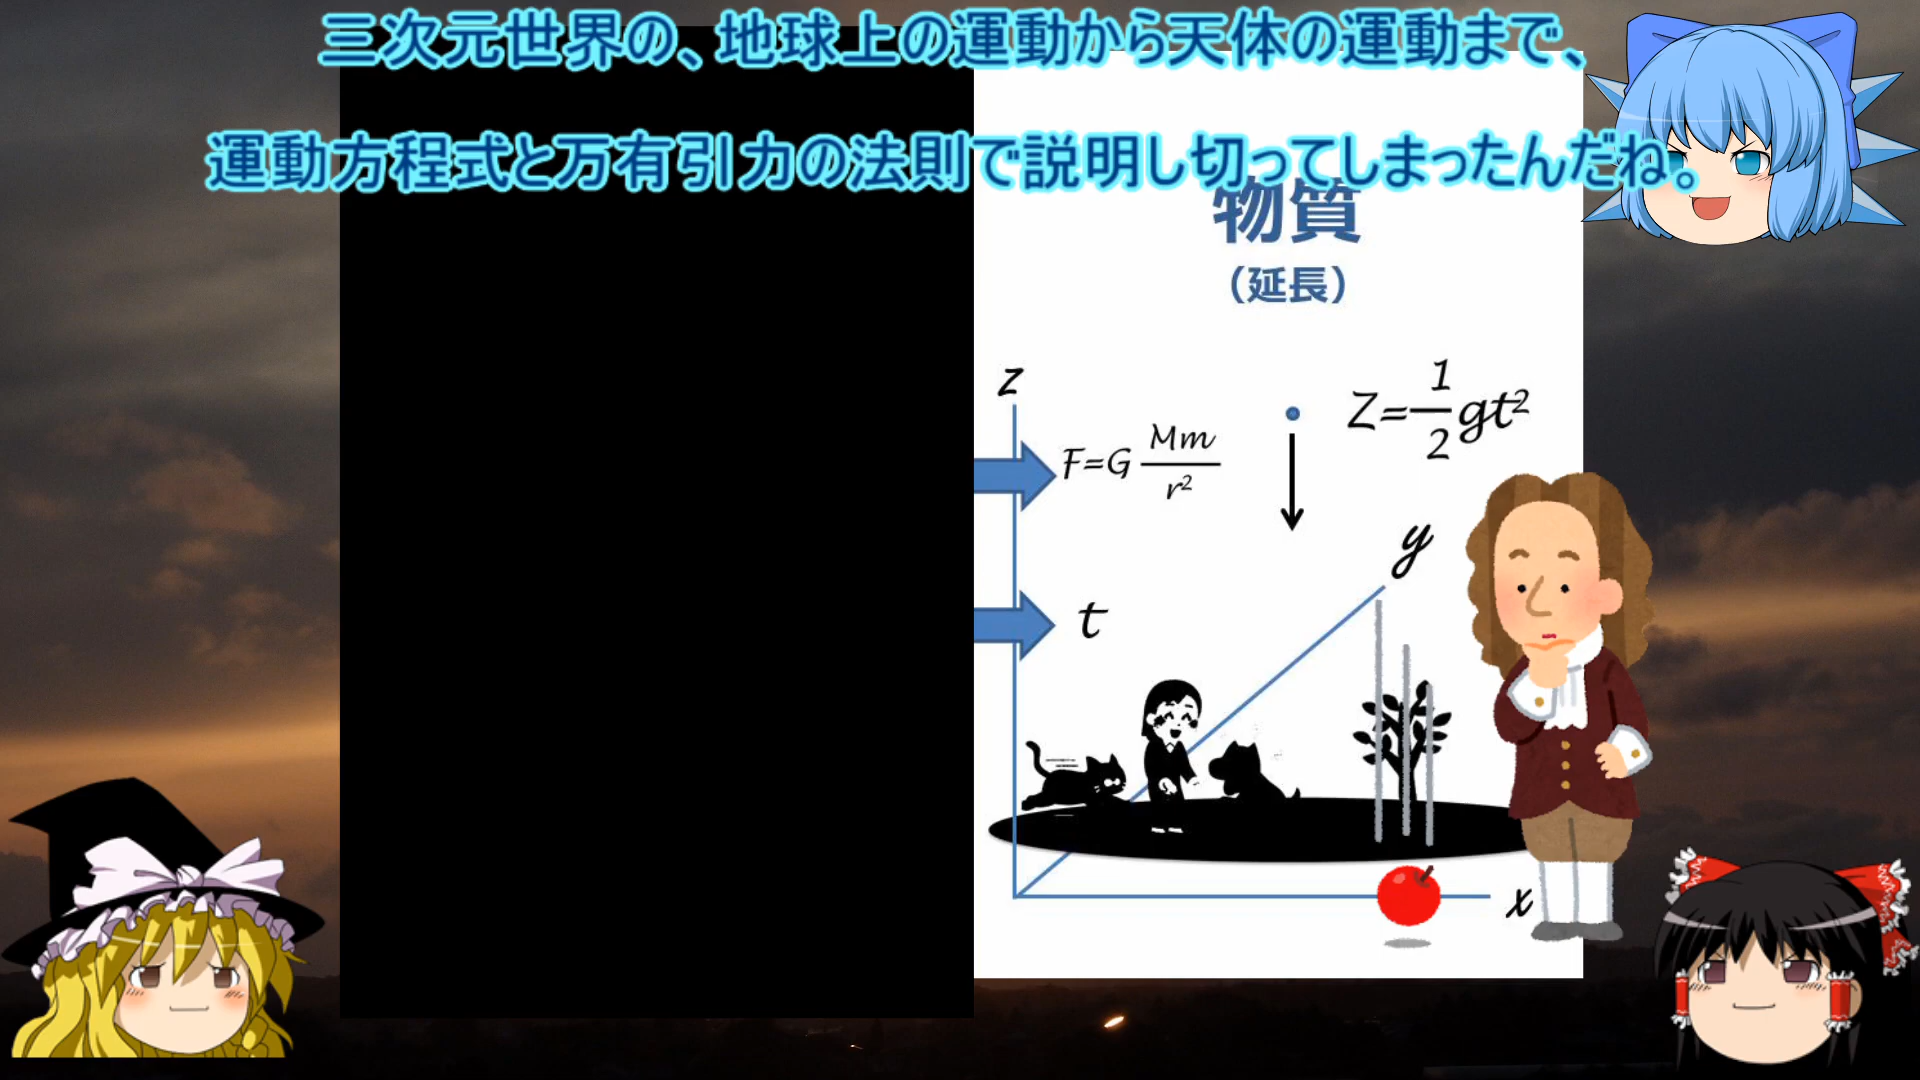 三次元世界の、地球上の運動から天体の運動まで、
運動方程式と万有引力の法則で説明し切ってしまったんだね。
物質
（延長）
z
F=G Mm/r²
Z=1/2gt²
y
t
x